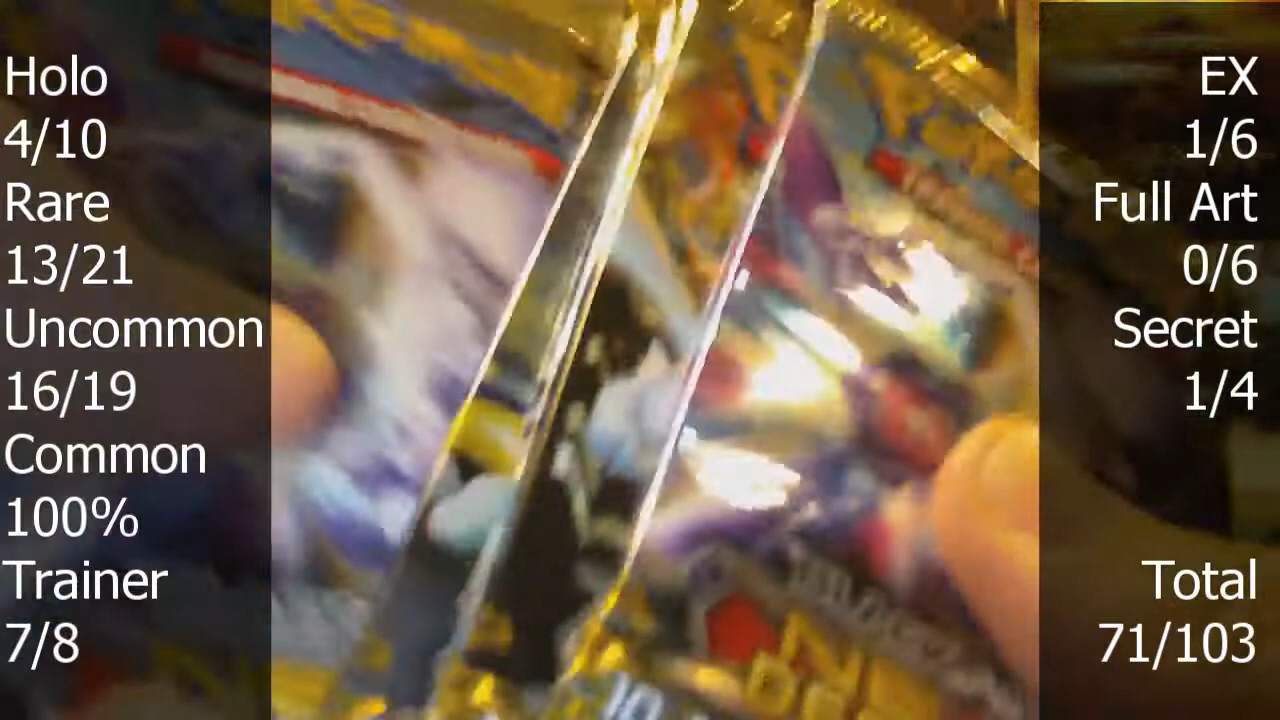 Holo
4/10
Rare
13/21
Uncommon
16/19
Common
100%
Trainer
7/8
EX
1/6
Full Art
0/6
Secret
1/4
Total
71/103
10